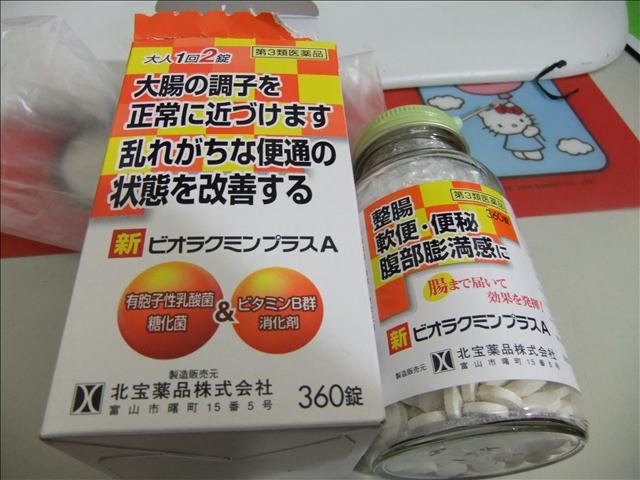 大人1回2錠
第3類医薬品
大腸の調子を
正常に近づけます
乱れがちな便通の
状態を改善する
新 ビオラクミンプラスA
有胞子性乳酸菌
糖化菌
&
ビタミンB群
消化剤
製造販売元
北宝薬品株式会社
富山市曙町15番5号
360錠
第3類医薬品
360錠
整腸
軟便・便秘
腹部膨満感に
腸まで届いて
効果を発揮!
新 ビオラクミンプラスA
製造販売元
北宝薬品株式会社
富山市曙町15番5号